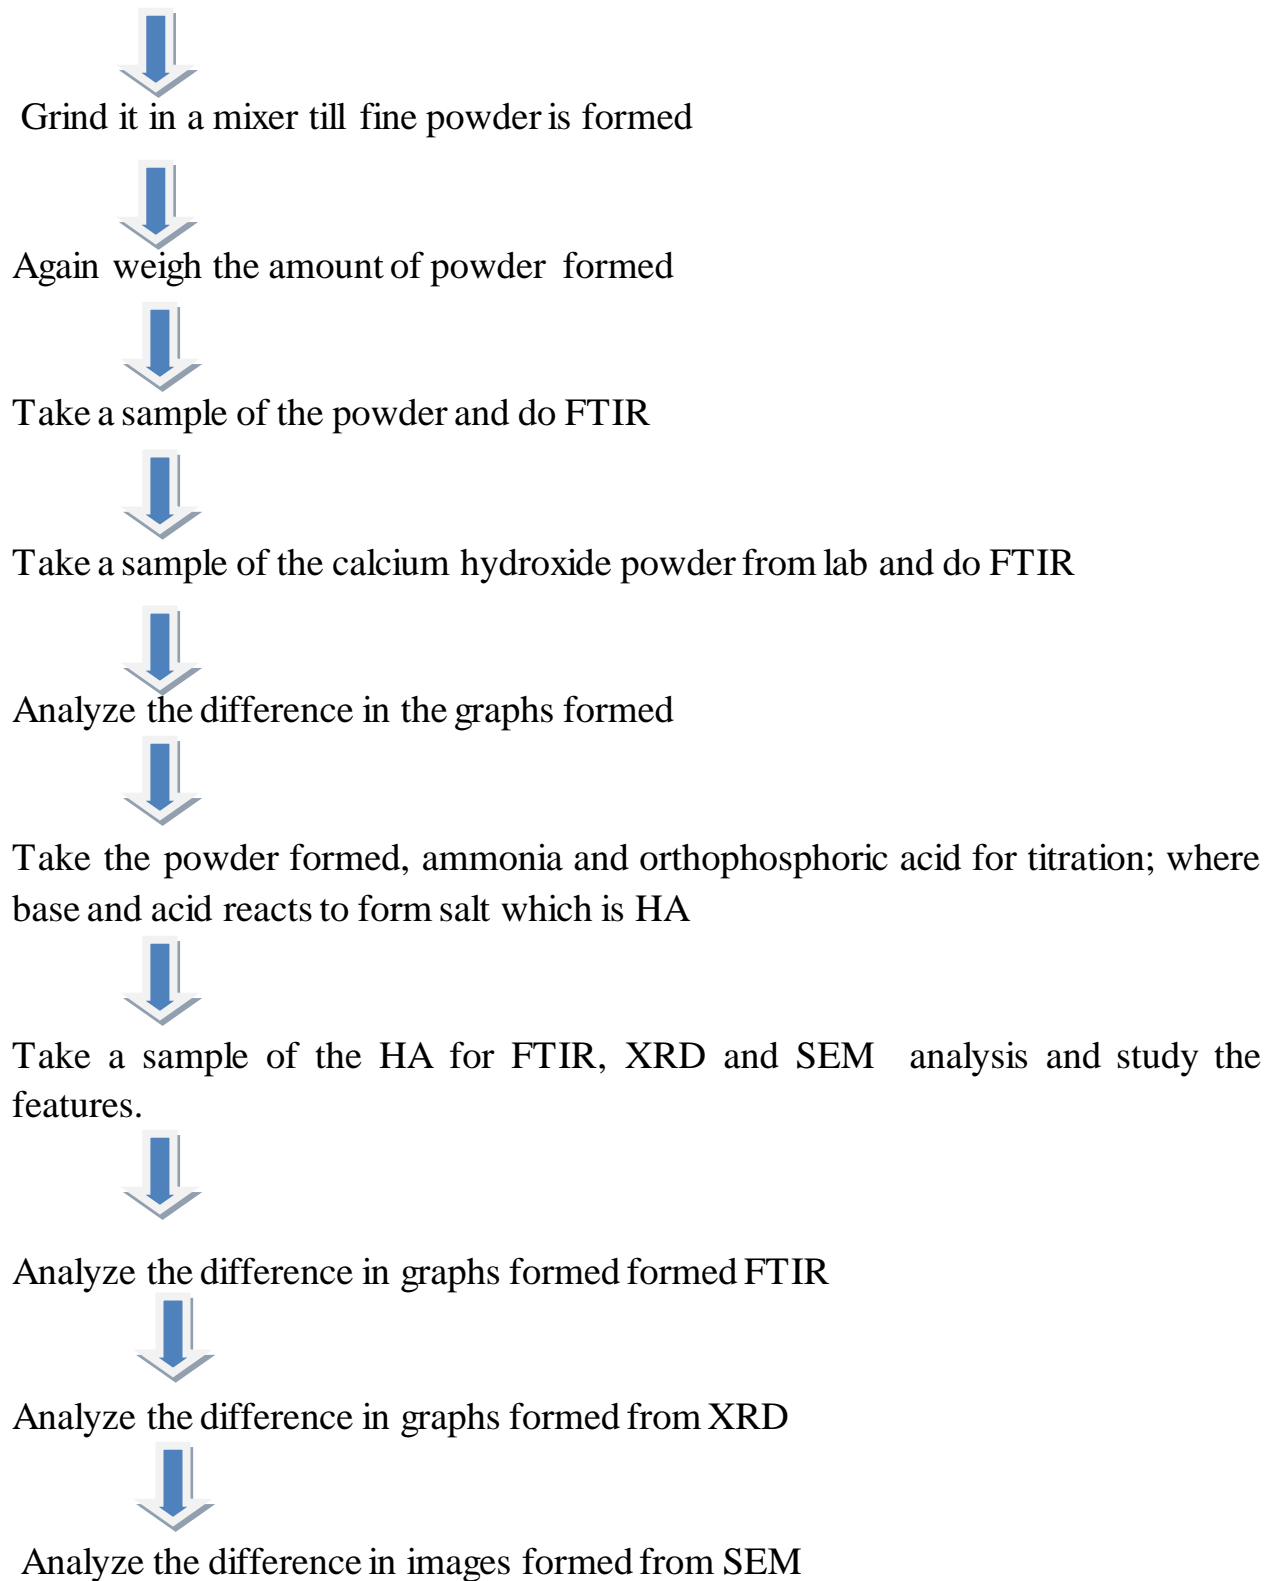 Grind it in a mixer till fine powder is formed
Again weigh the amount of powder formed
Take a sample of the powder and do FTIR
Take a sample of the calcium hydroxide powder from lab and do FTIR
Analyze the difference in the graphs formed
Take the powder formed, ammonia and orthophosphoric acid for titration; where
base and acid reacts to form salt which is HA
Take a sample of the HA for FTIR, XRD and SEM analysis and study the
features.
Analyze the difference in graphs formed formed FTIR
Analyze the difference in graphs formed from XRD
Analyze the difference in images formed from SEM